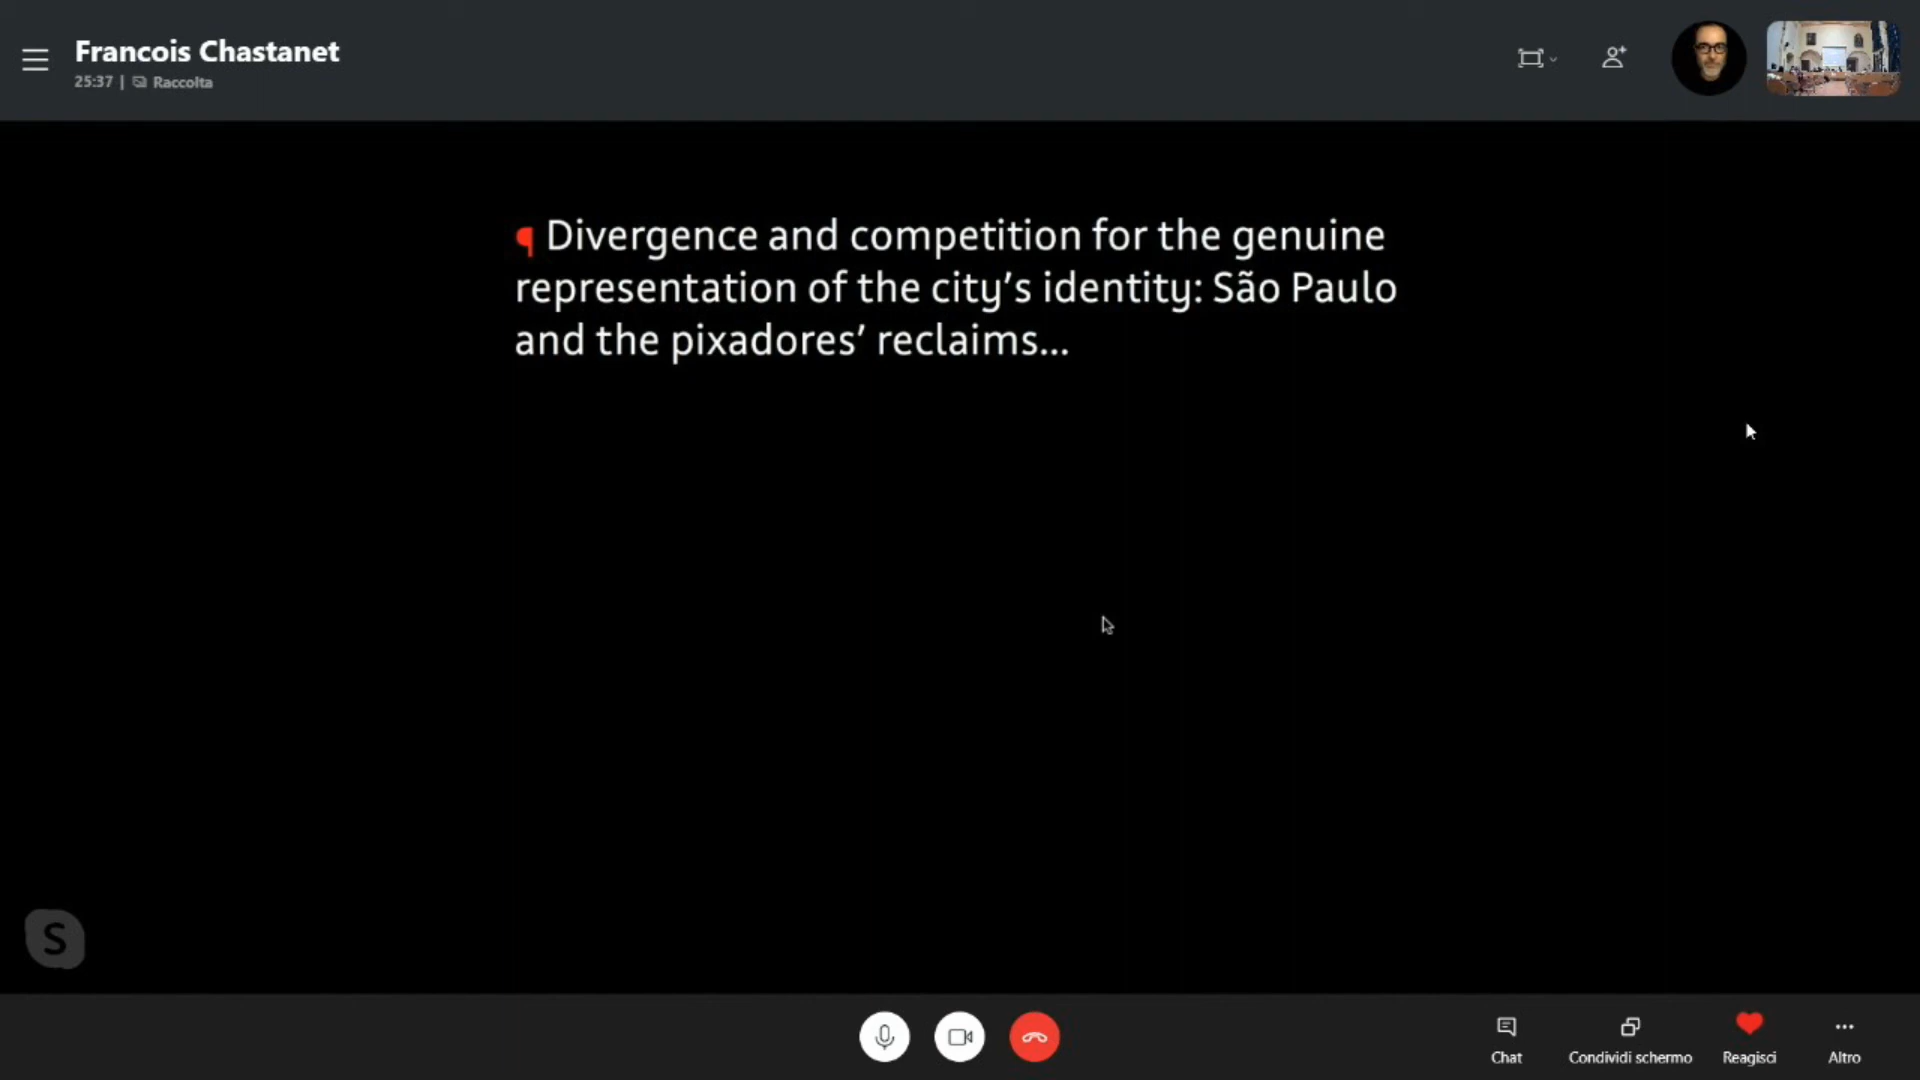 Francois Chastanet
25:37 | Raccolta
¶ Divergence and competition for the genuine
representation of the city’s identity: São Paulo
and the pixadores’ reclaims...
S
Chat
Condividi schermo
Reagisci
Altro